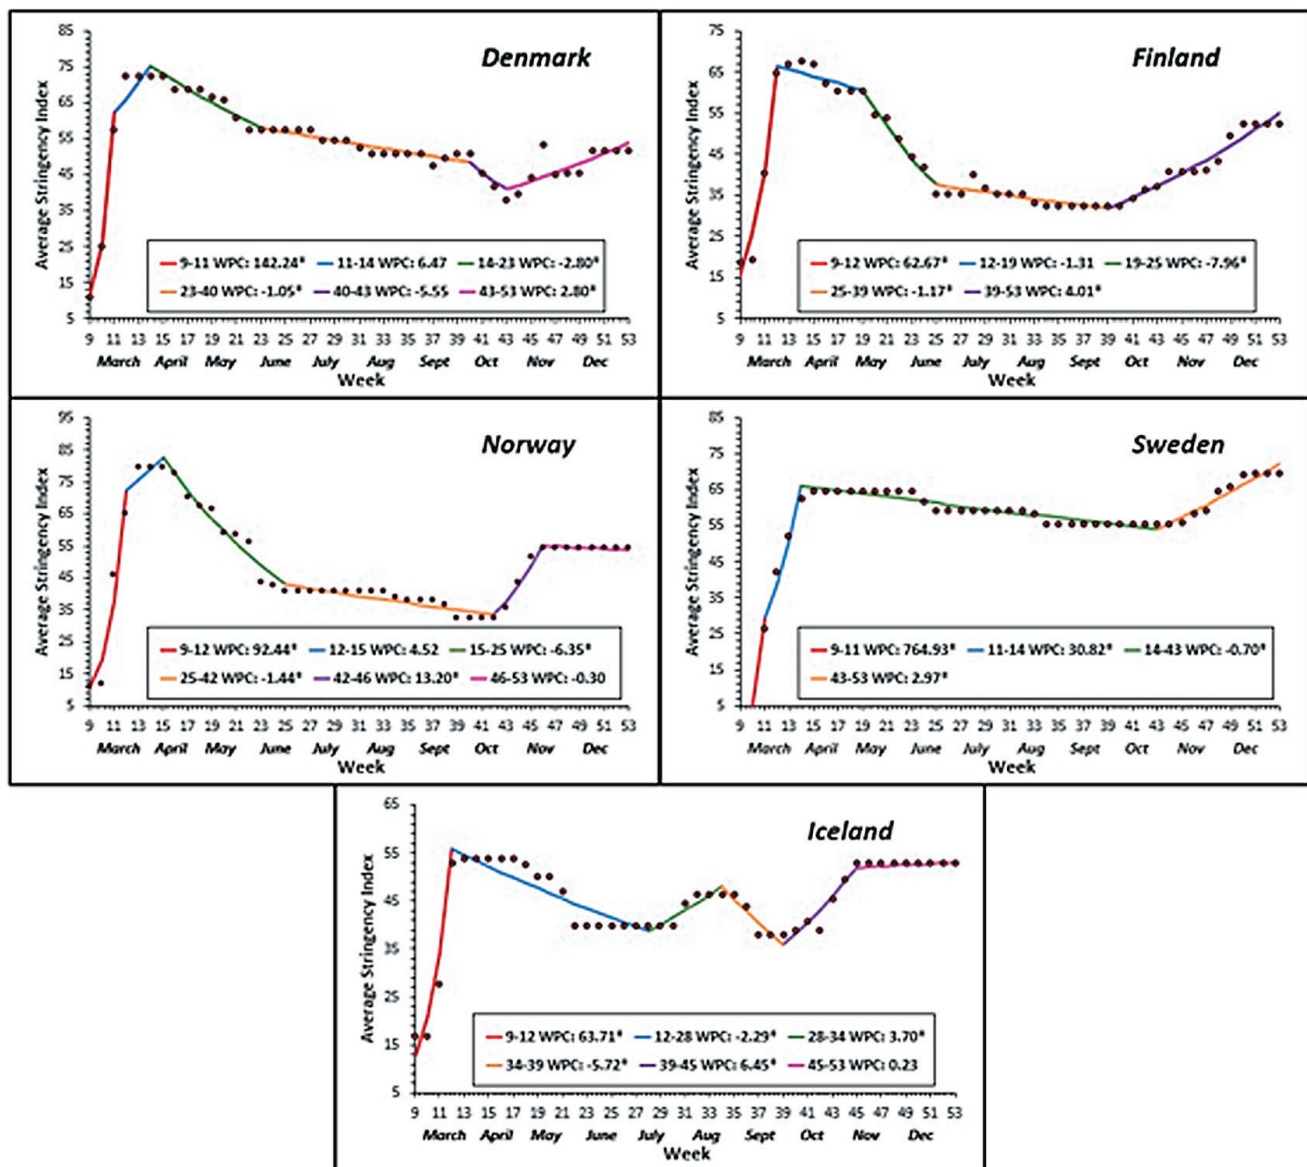 Denmark
Average Stringency Index
85
75
65
55
45
35
25
15
5
9-11 WPC: 142.24* 11-14 WPC: 6.47 14-23 WPC: -2.80*
23-40 WPC: -1.05* 40-43 WPC: -5.55 43-53 WPC: 2.80*
9 11 13 15 17 19 21 23 25 27 29 31 33 35 37 39 41 43 45 47 49 51 53
March April May June July Aug Sept Oct Nov Dec
Week
Finland
Average Stringency Index
75
65
55
45
35
25
15
5
9-12 WPC: 62.67* 12-19 WPC: -1.31 19-25 WPC: -7.96*
25-39 WPC: -1.17* 39-53 WPC: 4.01*
9 11 13 15 17 19 21 23 25 27 29 31 33 35 37 39 41 43 45 47 49 51 53
March April May June July Aug Sept Oct Nov Dec
Week
Norway
Average Stringency Index
95
85
75
65
55
45
35
25
15
5
9-12 WPC: 92.44* 12-15 WPC: 4.52 15-25 WPC: -6.35*
25-42 WPC: -1.44* 42-46 WPC: 13.20* 46-53 WPC: -0.30
9 11 13 15 17 19 21 23 25 27 29 31 33 35 37 39 41 43 45 47 49 51 53
March April May June July Aug Sept Oct Nov Dec
Week
Sweden
Average Stringency Index
85
75
65
55
45
35
25
15
5
9-11 WPC: 764.93* 11-14 WPC: 30.82* 14-43 WPC: -0.70*
43-53 WPC: 2.97*
9 11 13 15 17 19 21 23 25 27 29 31 33 35 37 39 41 43 45 47 49 51 53
March April May June July Aug Sept Oct Nov Dec
Week
Iceland
Average Stringency Index
65
55
45
35
25
15
5
9-12 WPC: 63.71* 12-28 WPC: -2.29* 28-34 WPC: 3.70*
34-39 WPC: -5.72* 39-45 WPC: 6.45* 45-53 WPC: 0.23
9 11 13 15 17 19 21 23 25 27 29 31 33 35 37 39 41 43 45 47 49 51 53
March April May June July Aug Sept Oct Nov Dec
Week